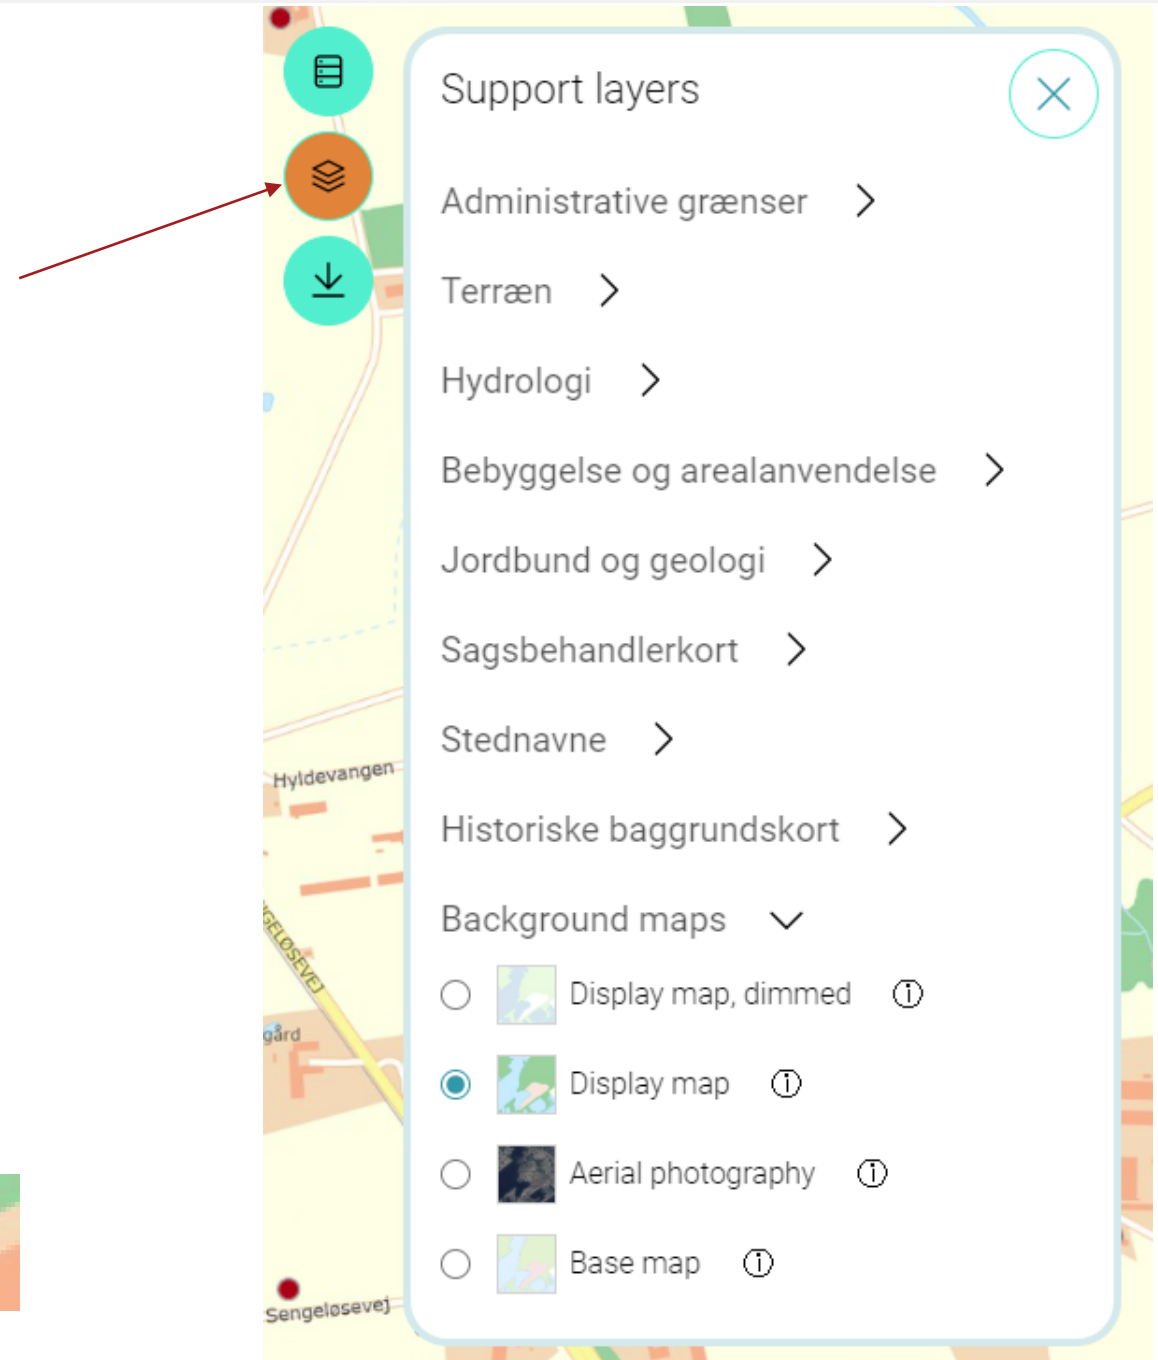 Support layers
Administrative grænser
Terræn
Hydrologi
Bebyggelse og arealanvendelse
Jordbund og geologi
Sagsbehandlerkort
Stednavne
Hyldevangen
Historiske baggrundskort
Background maps
GELØSEVEJ
Display map, dimmed
gård
Display map
Aerial photography
Base map
Sengeløsevej